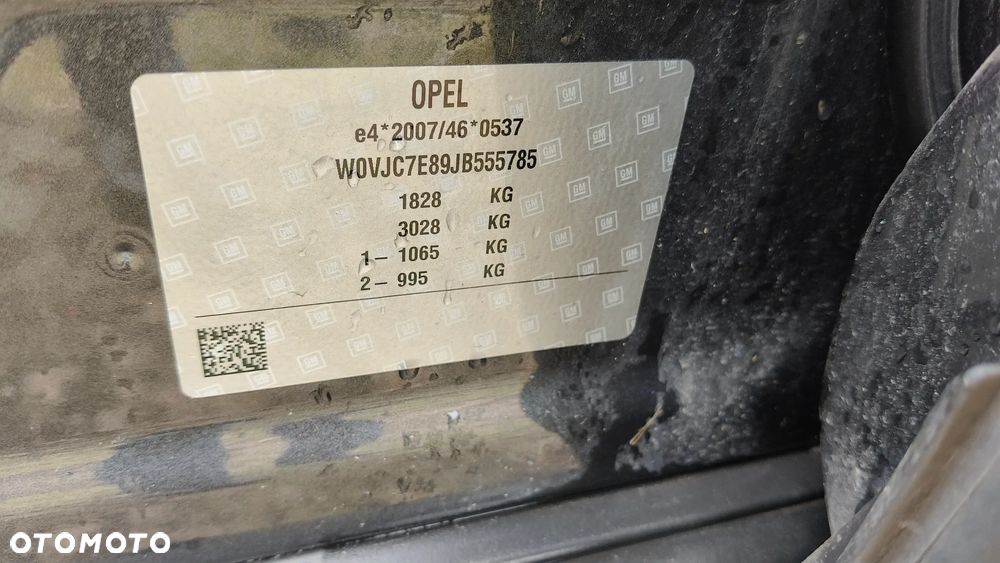 OPEL
e4*2007/46*0537
W0VJC7E89JB555785
1828 KG
3028 KG
1– 1065 KG
2– 995 KG
OTOMOTO